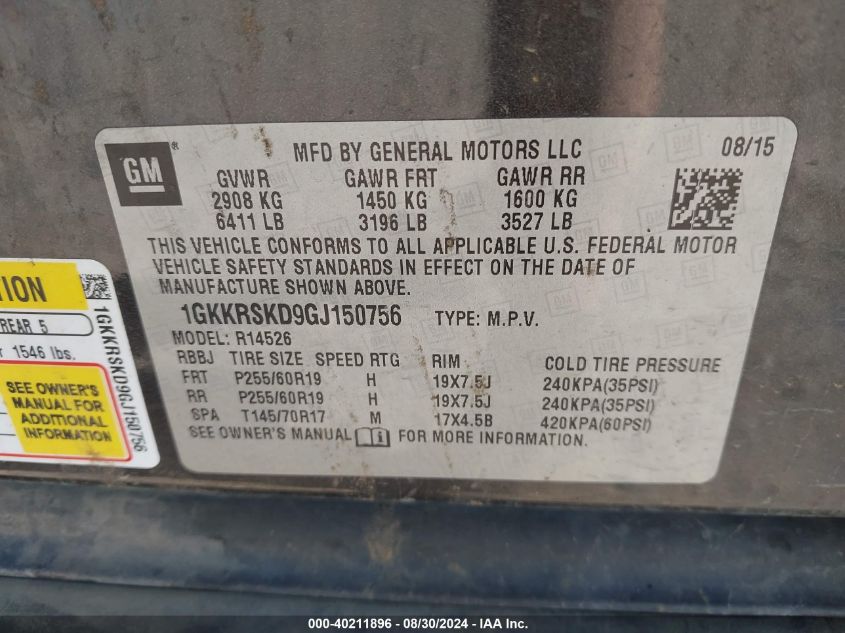 GM
MFD BY GENERAL MOTORS LLC 08/15
GVWR GAWR FRT GAWR RR
2908 KG 1450 KG 1600 KG
6411 LB 3196 LB 3527 LB
THIS VEHICLE CONFORMS TO ALL APPLICABLE U.S. FEDERAL MOTOR
VEHICLE SAFETY STANDARDS IN EFFECT ON THE DATE OF
MANUFACTURE SHOWN ABOVE.
1GKKRSKD9GJ150756 TYPE: M.P.V.
MODEL: R14526
RBBJ TIRE SIZE SPEED RTG RIM COLD TIRE PRESSURE
FRT P255/60R19 H 19X7.5J 240KPA(35PSI)
RR P255/60R19 H 19X7.5J 240KPA(35PSI)
SPA T145/70R17 M 17X4.5B 420KPA(60PSI)
SEE OWNER'S MANUAL FOR MORE INFORMATION.
TION
REAR 5
1546 lbs.
SEE OWNER'S
MANUAL FOR
ADDITIONAL
INFORMATION
1GKKRSKD9GJ150756
000-40211896 - 08/30/2024 - IAA Inc.